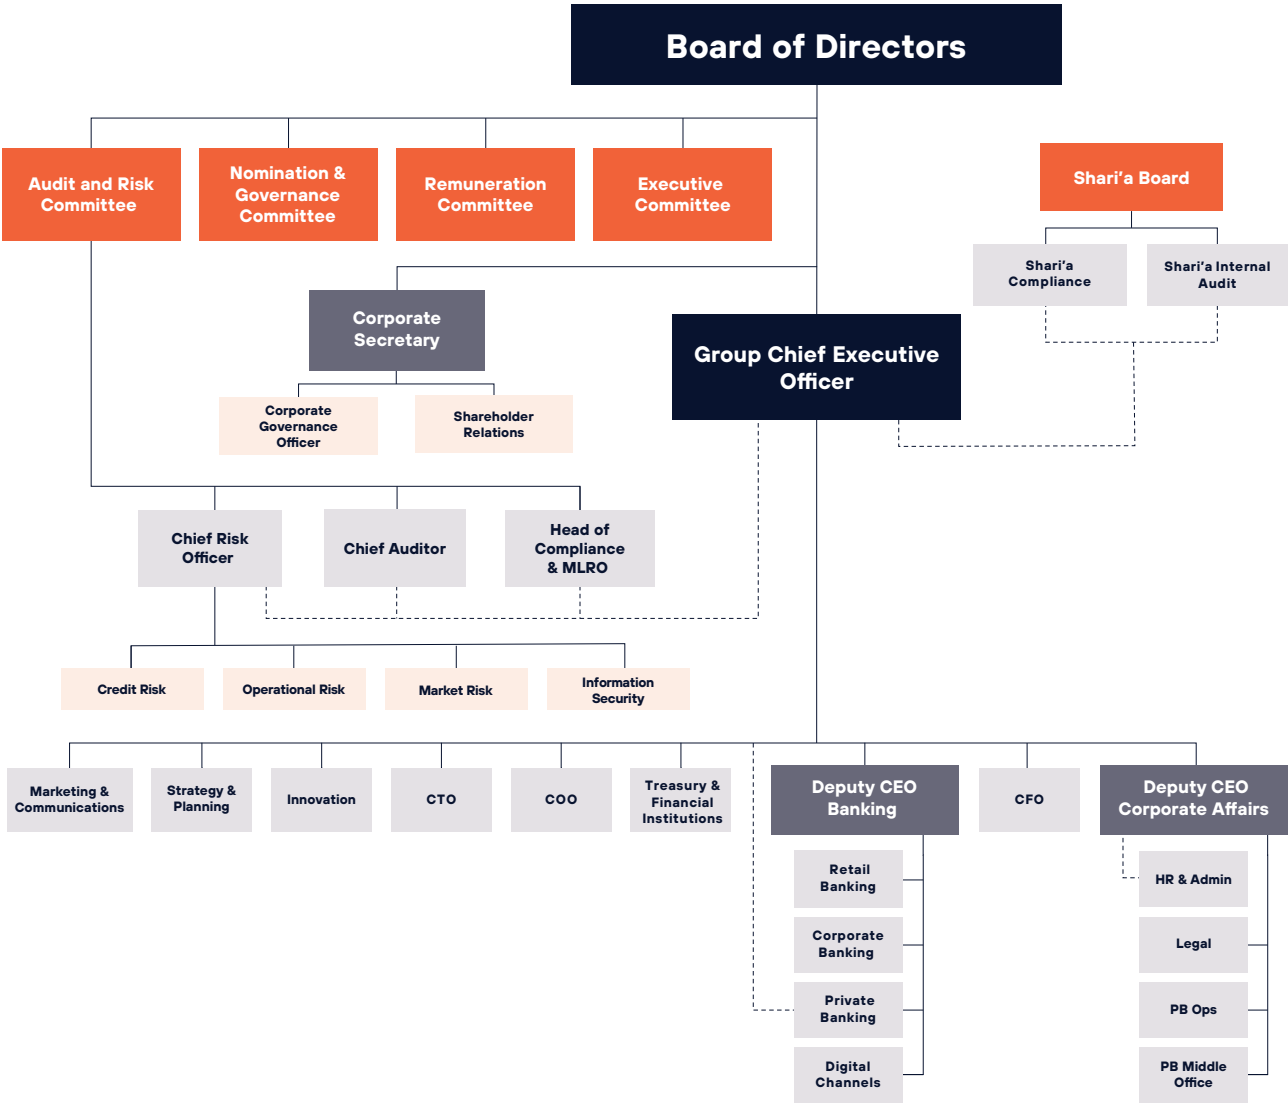 Board of Directors
Audit and Risk
Committee
Nomination &
Governance
Committee
Remuneration
Committee
Executive
Committee
Shari’a Board
Shari’a
Compliance
Shari’a Internal
Audit
Corporate
Secretary
Group Chief Executive
Officer
Corporate
Governance
Officer
Shareholder
Relations
Chief Risk
Officer
Chief Auditor
Head of
Compliance
& MLRO
Credit Risk
Operational Risk
Market Risk
Information
Security
Marketing &
Communications
Strategy &
Planning
Innovation
CTO
COO
Treasury &
Financial
Institutions
Deputy CEO
Banking
CFO
Deputy CEO
Corporate Affairs
Retail
Banking
Corporate
Banking
Private
Banking
Digital
Channels
HR & Admin
Legal
PB Ops
PB Middle
Office